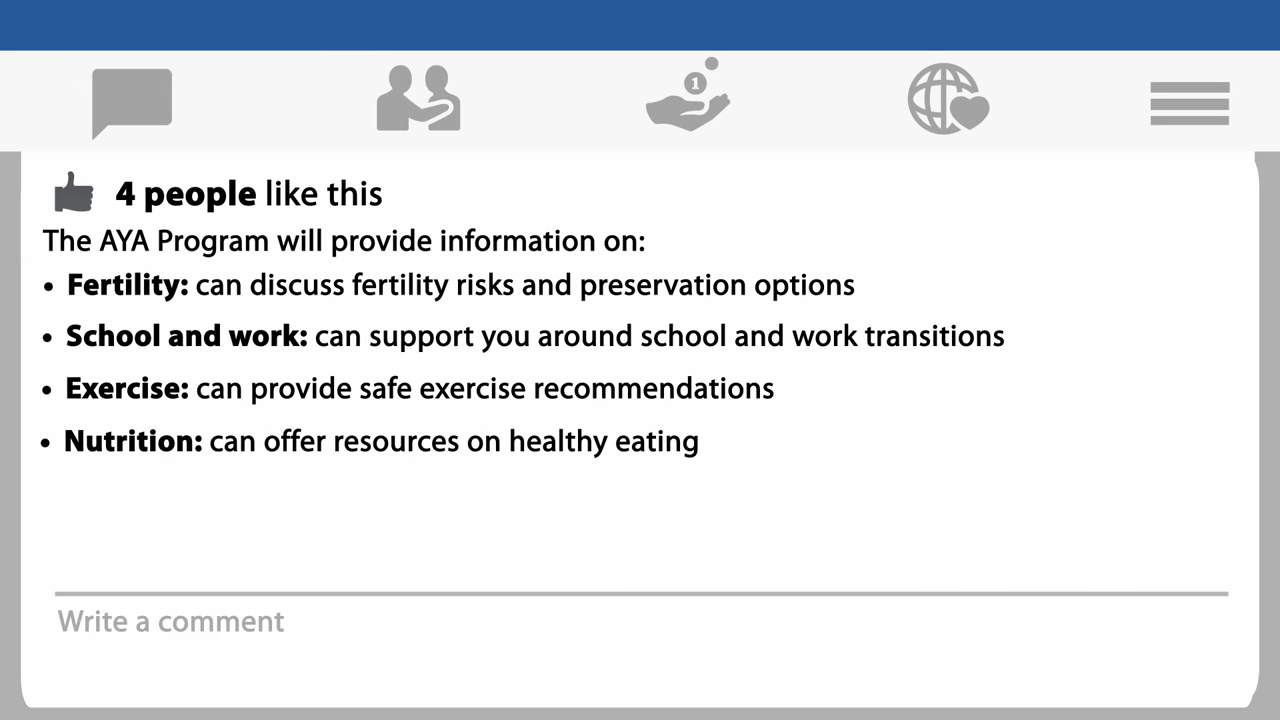 1
4 people like this
The AYA Program will provide information on:
• Fertility: can discuss fertility risks and preservation options
• School and work: can support you around school and work transitions
• Exercise: can provide safe exercise recommendations
• Nutrition: can offer resources on healthy eating
Write a comment